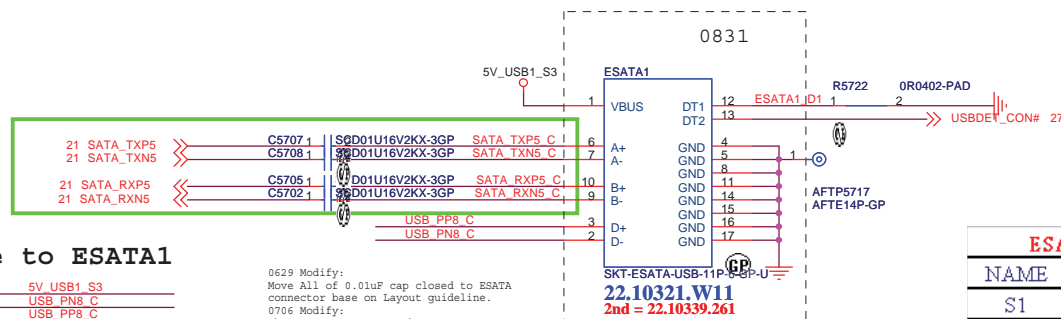 0831
5V_USB1_S3
ESATA1
R5722 0R0402-PAD
1 VBUS DT1 12 ESATA1_D1 1 2
DT2 13 USBDET_CON# 27
21 SATA_TXP5 C5707 1 SCD01U16V2KX-3GP SATA_TXP5_C 6 A+ GND 4
21 SATA_TXN5 C5708 1 SCD01U16V2KX-3GP SATA_TXN5_C 7 A- GND 5 1
GND 8
21 SATA_RXP5 C5705 1 D01U16V2KX-3GP SATA_RXP5_C 10 B+ GND 11
21 SATA_RXN5 C5702 1 SCD01U16V2KX-3GP SATA_RXN5_C 9 B- GND 14
GND 15
USB_PP8_C 3 D+ GND 16
USB_PN8_C 2 D- GND 17
AFTP5717
AFTE14P-GP
GP
SKT-ESATA-USB-11P-6-GP-U
22.10321.W11
2nd = 22.10339.261
e to ESATA1
5V_USB1_S3
USB_PN8_C
USB_PP8_C
0629 Modify:
Move All of 0.01uF cap closed to ESATA
connector base on Layout guideline.
0706 Modify:
ESA
NAME
S1